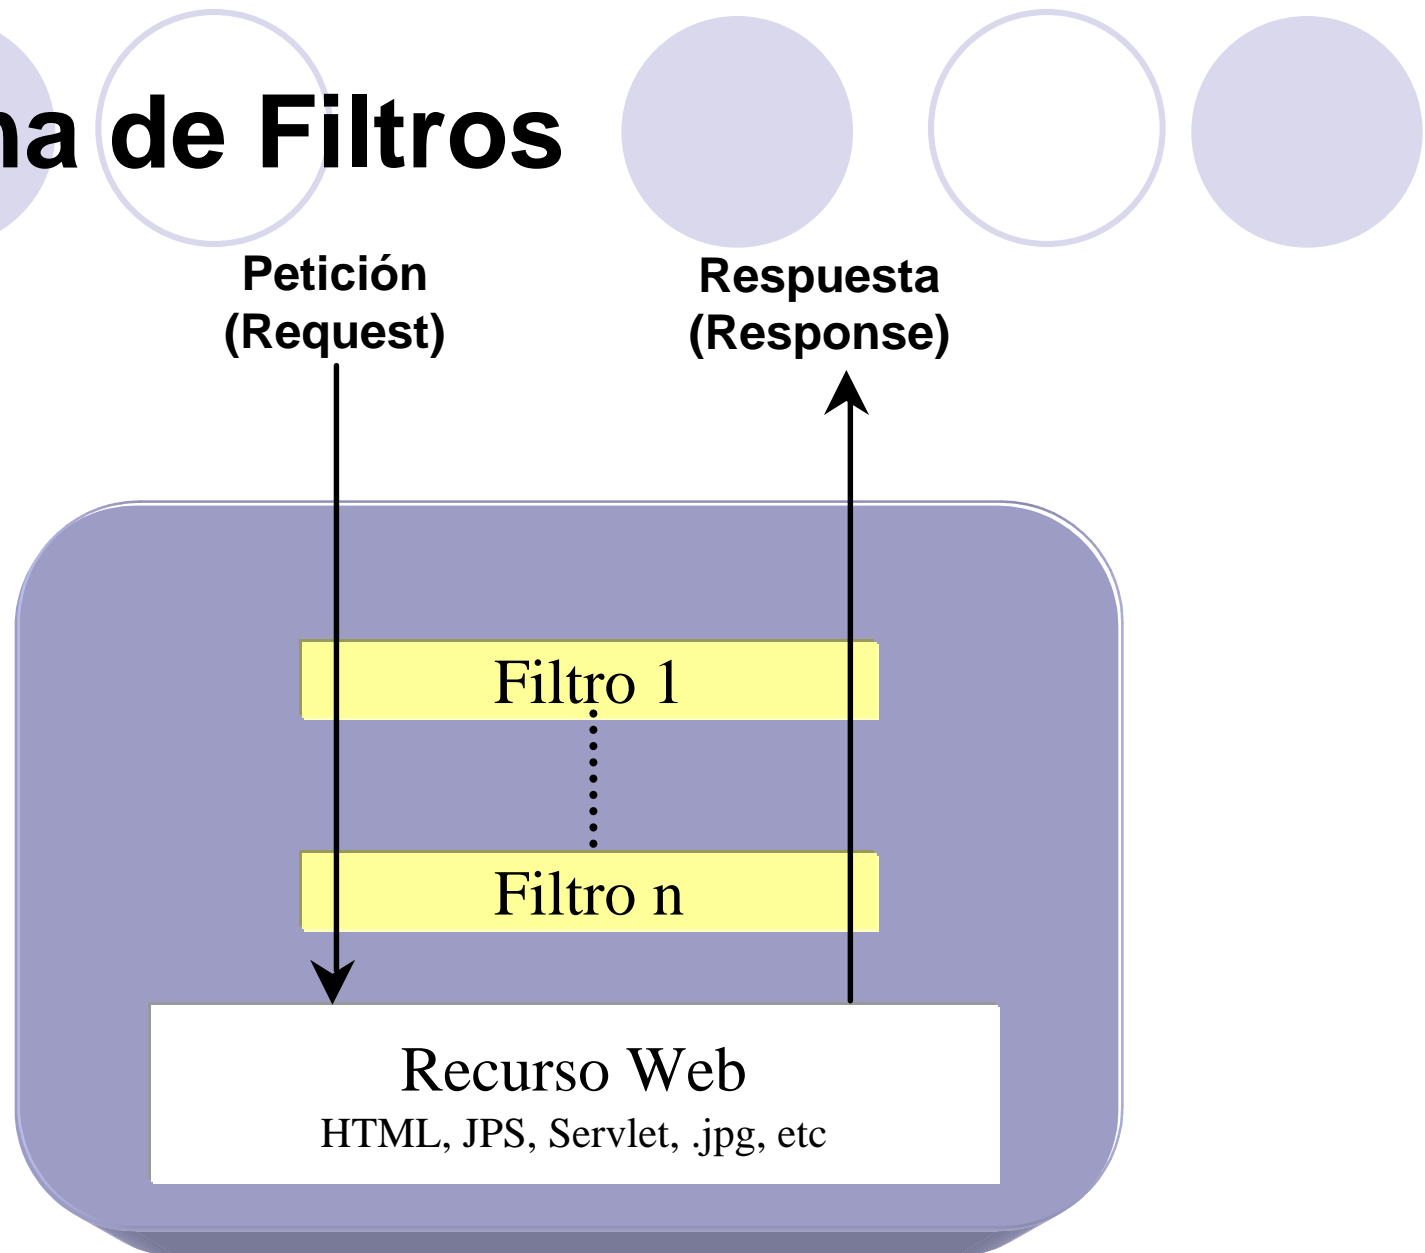 na de Filtros
Petición
(Request)
Respuesta
(Response)
Filtro 1
Filtro n
Recurso Web
HTML, JPS, Servlet, .jpg, etc